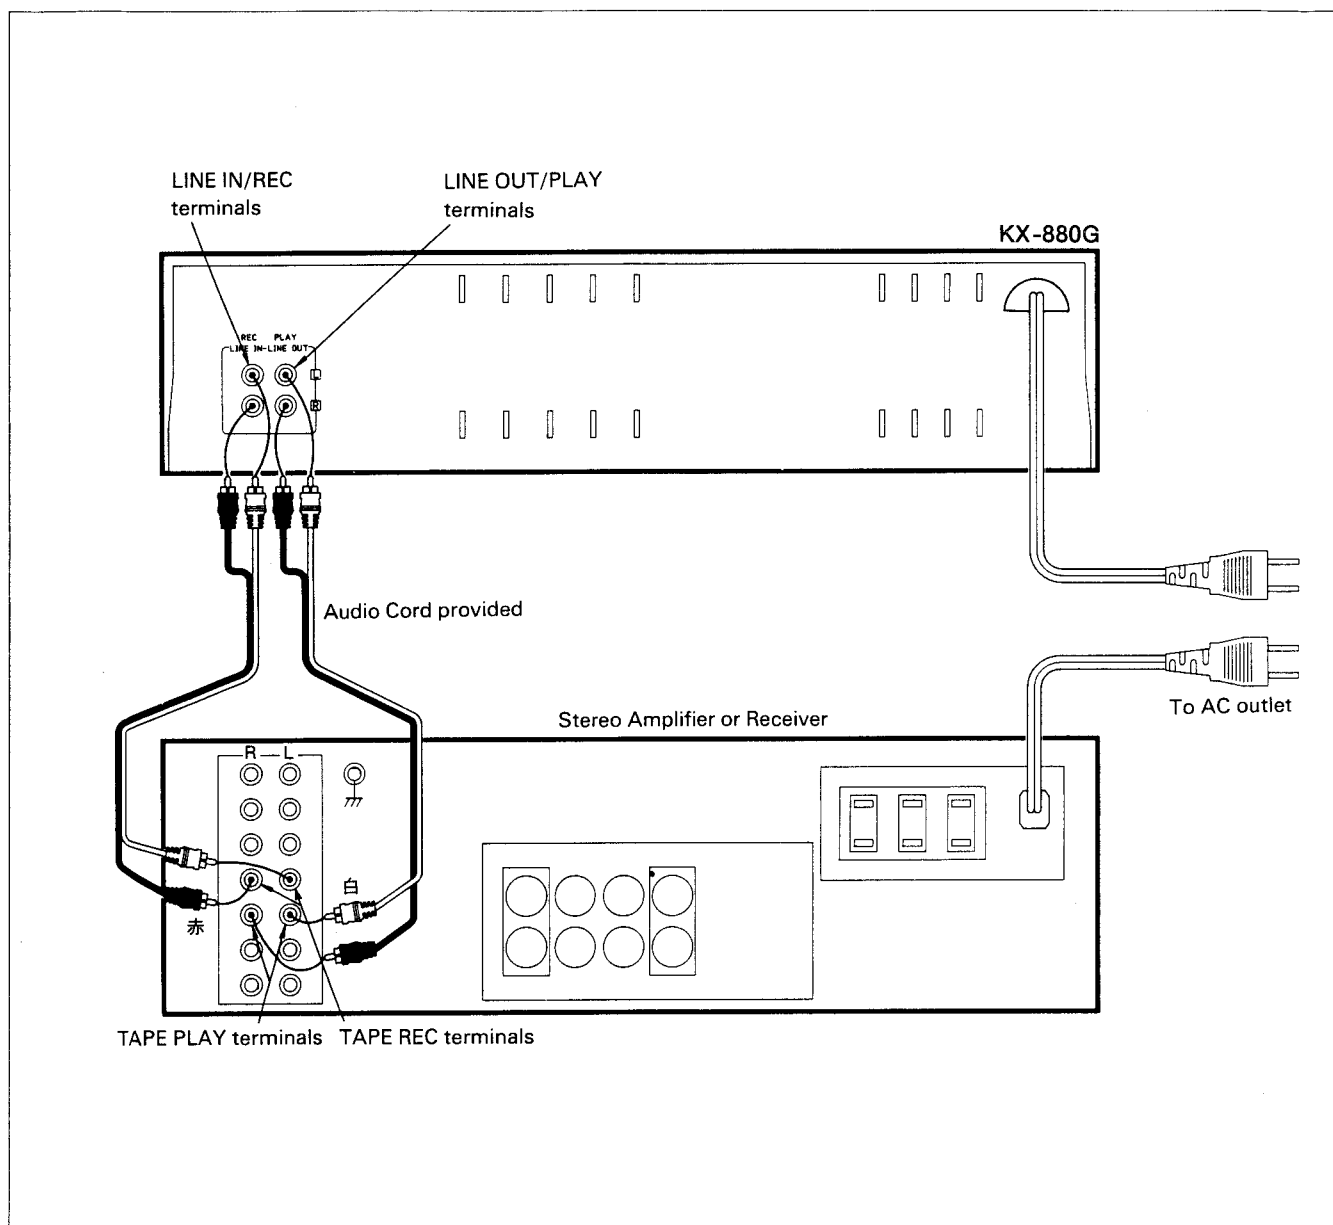 LINE IN/REC
terminals
LINE OUT/PLAY
terminals
KX-880G
REC PLAY
LINE IN-LINE OUT
L
R
Audio Cord provided
To AC outlet
Stereo Amplifier or Receiver
R L
白
赤
TAPE PLAY terminals TAPE REC terminals